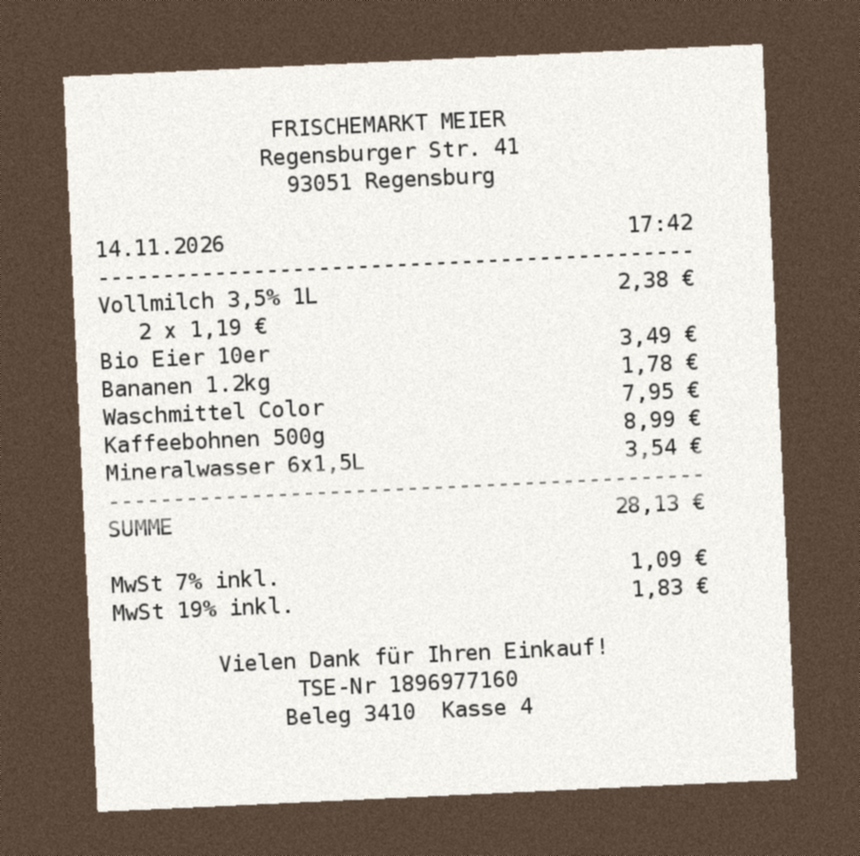 FRISCHEMARKT MEIER
Regensburger Str. 41
93051 Regensburg
14.11.2026 17:42
Vollmilch 3,5% 1L 2,38 €
2 x 1,19 €
Bio Eier 10er 3,49 €
Bananen 1.2kg 1,78 €
Waschmittel Color 7,95 €
Kaffeebohnen 500g 8,99 €
Mineralwasser 6x1,5L 3,54 €
SUMME 28,13 €
MwSt 7% inkl. 1,09 €
MwSt 19% inkl. 1,83 €
Vielen Dank für Ihren Einkauf!
TSE-Nr 1896977160
Beleg 3410 Kasse 4